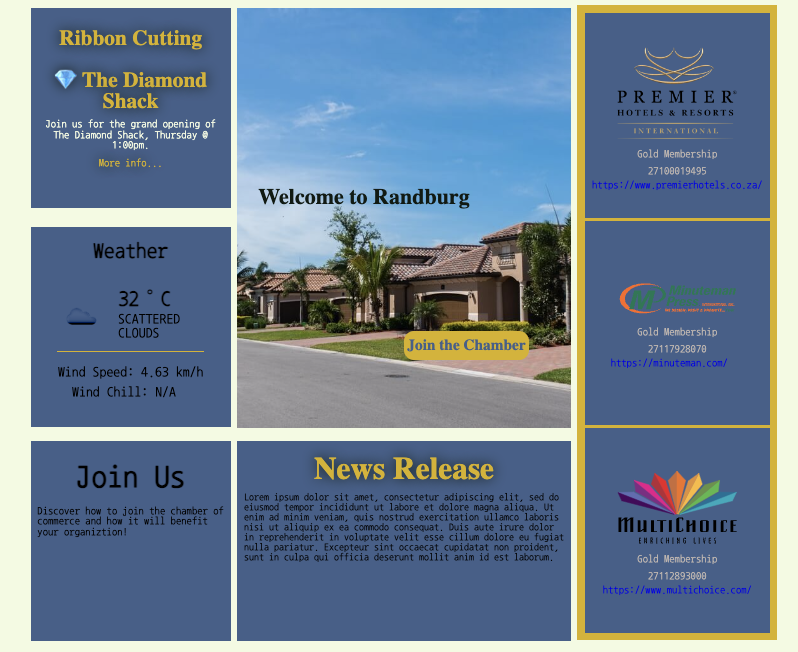 Ribbon Cutting
The Diamond
Shack
Join us for the grand opening of
The Diamond Shack, Thursday @
1:00pm.
More info...
Weather
32 ° C
SCATTERED
CLOUDS
Wind Speed: 4.63 km/h
Wind Chill: N/A
Join Us
Discover how to join the chamber of
commerce and how it will benefit
your organiztion!
Welcome to Randburg
Join the Chamber
News Release
Lorem ipsum dolor sit amet, consectetur adipiscing elit, sed do
eiusmod tempor incididunt ut labore et dolore magna aliqua. Ut
enim ad minim veniam, quis nostrud exercitation ullamco laboris
nisi ut aliquip ex ea commodo consequat. Duis aute irure dolor
in reprehenderit in voluptate velit esse cillum dolore eu fugiat
nulla pariatur. Excepteur sint occaecat cupidatat non proident,
sunt in culpa qui officia deserunt mollit anim id est laborum.
PREMIER
HOTELS & RESORTS
INTERNATIONAL
Gold Membership
27100019495
https://www.premierhotels.co.za/
Gold Membership
27117928070
https://minuteman.com/
MULTICHOICE
ENRICHING LIVES
Gold Membership
27112893000
https://www.multichoice.com/